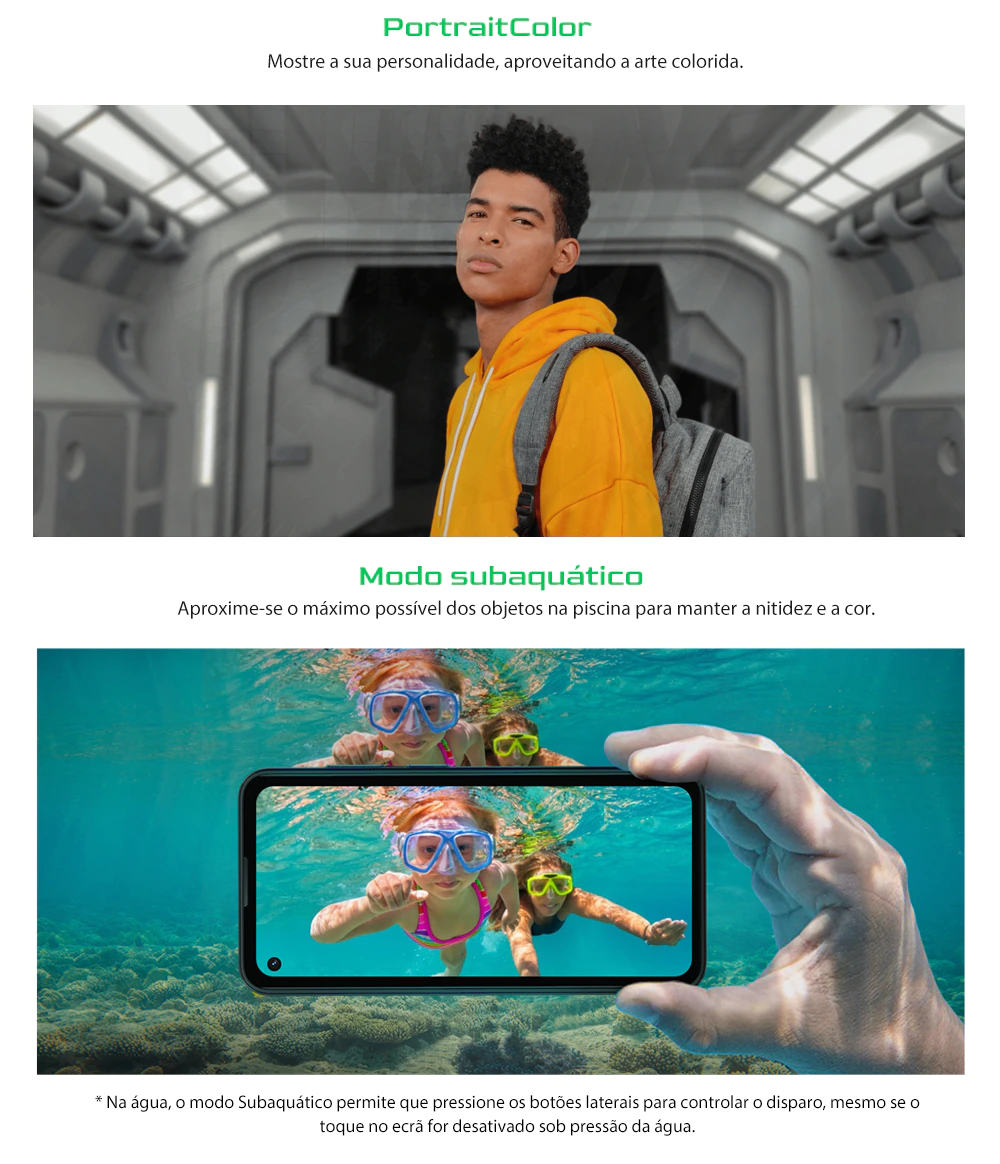 PortraitColor
Mostre a sua personalidade, aproveitando a arte colorida.
Modo subaquático
Aproxime-se o máximo possível dos objetos na piscina para manter a nitidez e a cor.
* Na água, o modo Subaquático permite que pressione os botões laterais para controlar o disparo, mesmo se o
toque no ecrã for desativado sob pressão da água.